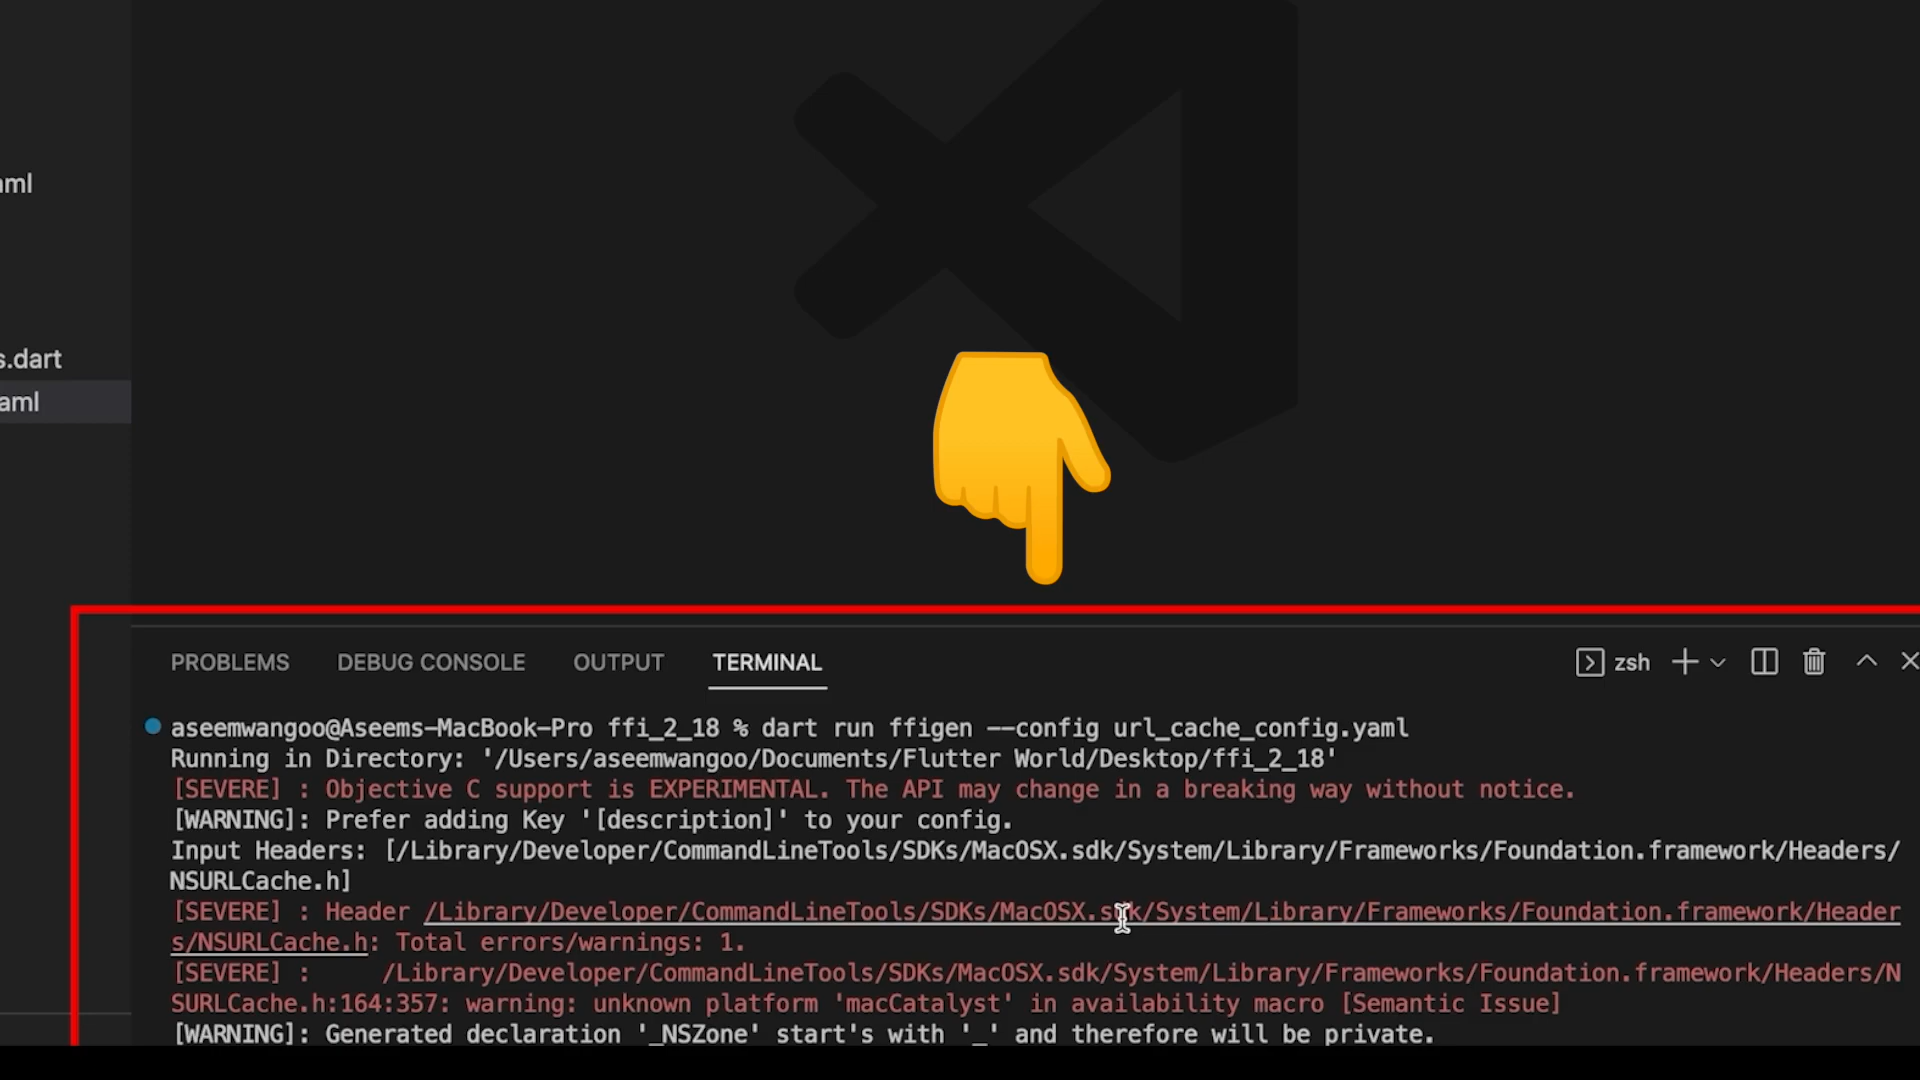 aml
s.dart
aml
PROBLEMS DEBUG CONSOLE OUTPUT TERMINAL zsh
aseemwangoo@Aseems-MacBook-Pro ffi_2_18 % dart run ffigen --config url_cache_config.yaml
Running in Directory: '/Users/aseemwangoo/Documents/Flutter World/Desktop/ffi_2_18'
[SEVERE] : Objective C support is EXPERIMENTAL. The API may change in a breaking way without notice.
[WARNING]: Prefer adding Key '[description]' to your config.
Input Headers: [/Library/Developer/CommandLineTools/SDKs/MacOSX.sdk/System/Library/Frameworks/Foundation.framework/Headers/
NSURLCache.h]
[SEVERE] : Header /Library/Developer/CommandLineTools/SDKs/MacOSX.sdk/System/Library/Frameworks/Foundation.framework/Header
s/NSURLCache.h: Total errors/warnings: 1.
[SEVERE] :     /Library/Developer/CommandLineTools/SDKs/MacOSX.sdk/System/Library/Frameworks/Foundation.framework/Headers/N
SURLCache.h:164:357: warning: unknown platform 'macCatalyst' in availability macro [Semantic Issue]
[WARNING]: Generated declaration '_NSZone' start's with '_' and therefore will be private.